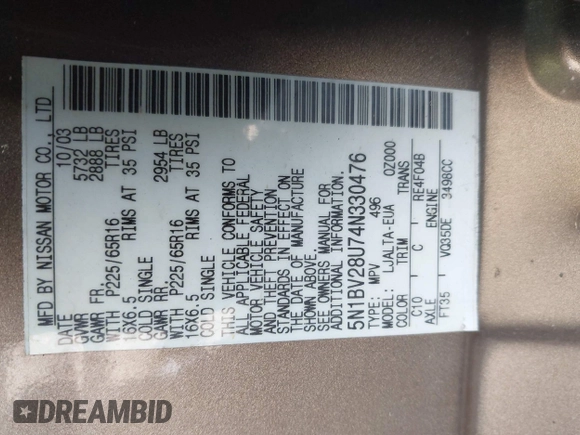 MFD BY NISSAN MOTOR CO., LTD
DATE 10/03
GVWR 5732 LB
GAWR FR. 2888 LB
WITH P225/65R16 TIRES
16X6.5 RIMS AT 35 PSI
COLD SINGLE
GAWR RR. 2954 LB
WITH P225/65R16 TIRES
16X6.5 RIMS AT 35 PSI
COLD SINGLE
THIS VEHICLE CONFORMS TO
ALL APPLICABLE FEDERAL
MOTOR VEHICLE SAFETY
AND THEFT PREVENTION
STANDARDS IN EFFECT ON
THE DATE OF MANUFACTURE
SHOWN ABOVE.
SEE OWNERS MANUAL FOR
ADDITIONAL INFORMATION.
5N1BV28U74N330476
TYPE: MPV 496
MODEL: LJALTA-EUA 0Z000
COLOR TRIM TRANS
C10 C RE4F04B
AXLE ENGINE
FT35 VQ35DE 3498CC
DREAMBID